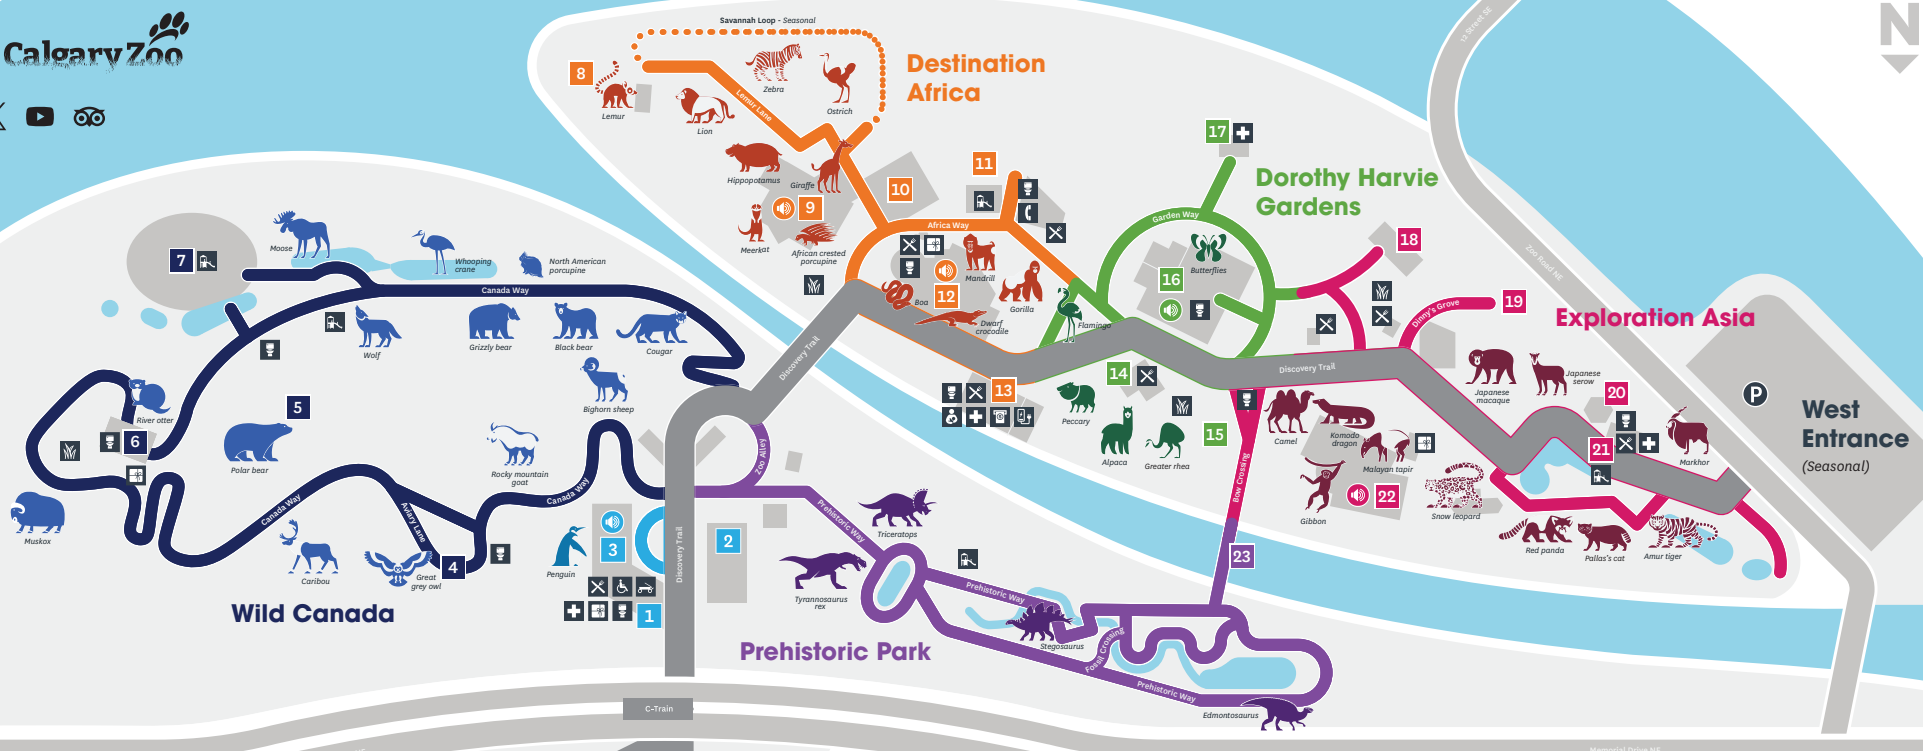 Calgary Zoo
N
Savannah Loop - Seasonal
Destination
Africa
8
Lemur
Lion
Zebra
Ostrich
Lemur Lane
Hippopotamus
Giraffe
9
10
11
Meerkat
African crested
porcupine
Africa Way
Mandrill
Gorilla
Boa
12
Dwarf
crocodile
13
Flamingo
17
Dorothy Harvie
Gardens
Garden Way
Butterflies
16
14
15
Peccary
Alpaca
Greater rhea
18
19
Dinny's Grove
Exploration Asia
Japanese
macaque
Japanese
serow
20
21
Markhor
Camel
Komodo
dragon
Malayan tapir
Gibbon
22
Snow leopard
Red panda
Pallas's cat
Amur tiger
Bow Crossing
23
12 Street SE
Zoo Road NE
P
West
Entrance
(Seasonal)
Discovery Trail
Discovery Trail
Discovery Trail
7
Moose
Whooping
crane
North American
porcupine
Canada Way
Wolf
Grizzly bear
Black bear
Cougar
Bighorn sheep
River otter
6
5
Polar bear
Rocky mountain
goat
Muskox
Canada Way
Canada Way
Aviary Lane
Caribou
Great
grey owl
4
Wild Canada
Penguin
3
2
1
Zoo Alley
Prehistoric Way
Triceratops
Tyrannosaurus
rex
Prehistoric Way
Stegosaurus
Fossil Crossing
Prehistoric Way
Edmontosaurus
Prehistoric Park
C-Train
Memorial Drive NE